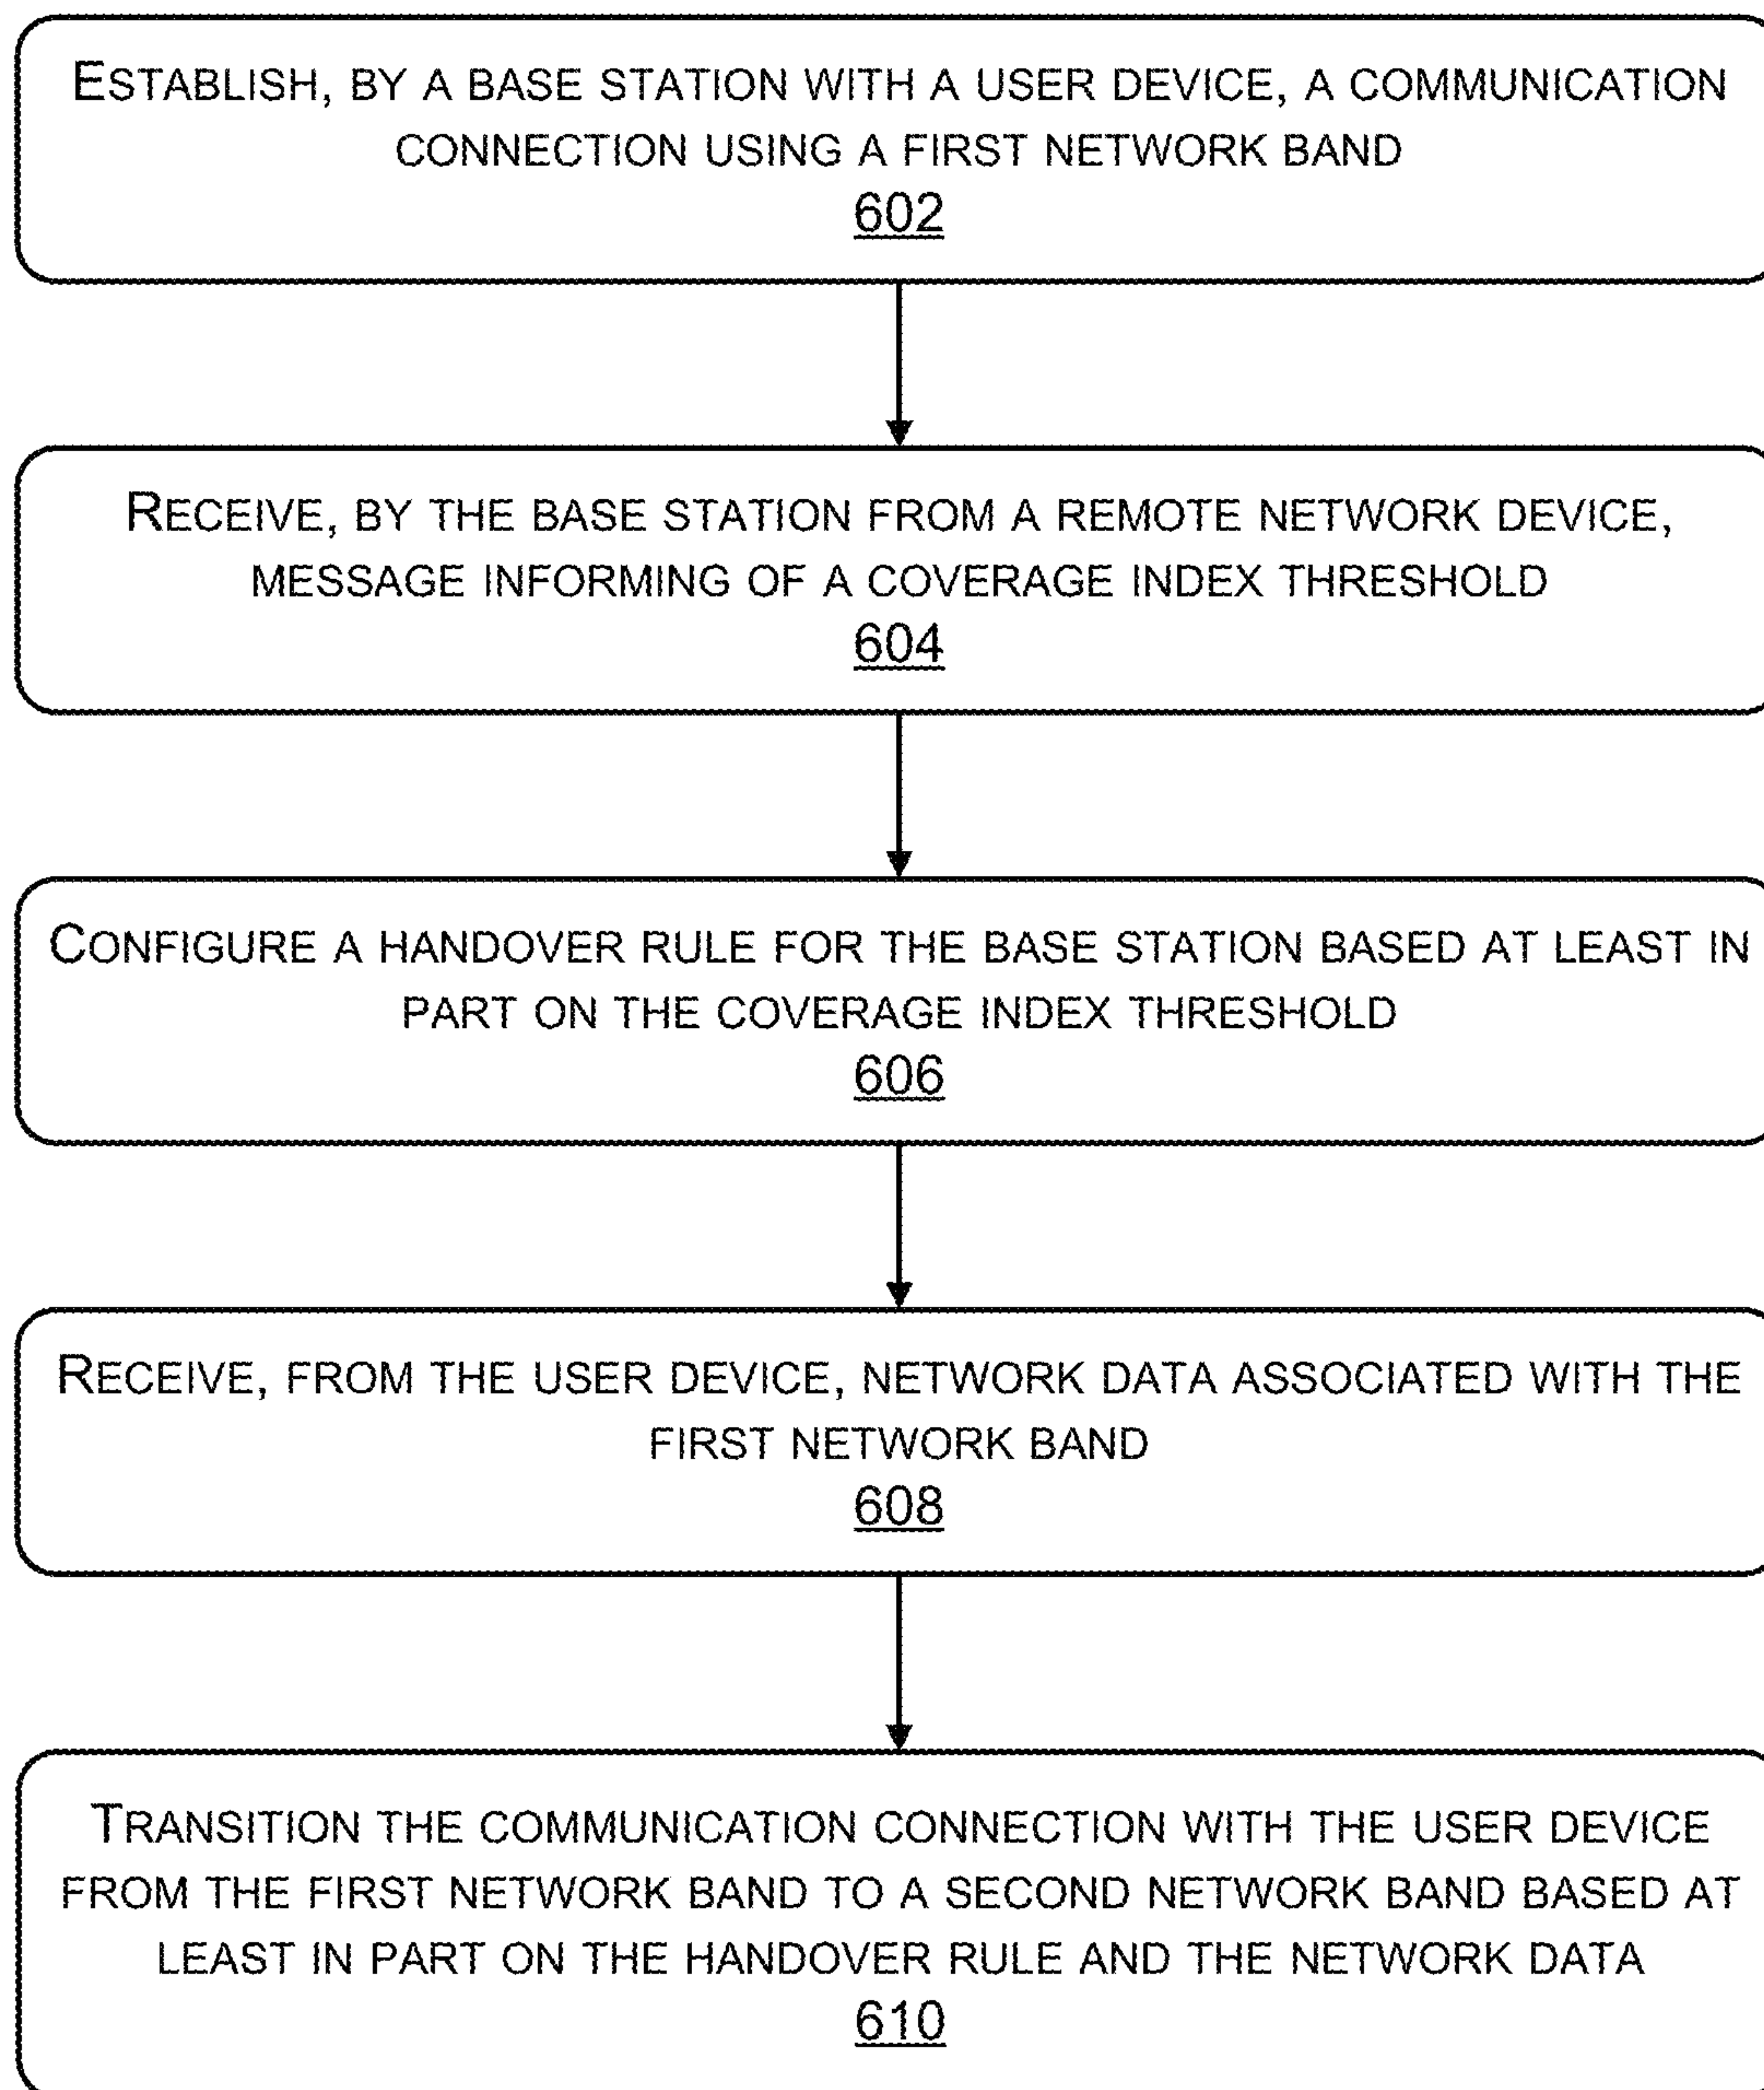 ESTABLISH, BY A BASE STATION WITH A USER DEVICE, A COMMUNICATION
CONNECTION USING A FIRST NETWORK BAND
602
RECEIVE, BY THE BASE STATION FROM A REMOTE NETWORK DEVICE,
MESSAGE INFORMING OF A COVERAGE INDEX THRESHOLD
604
CONFIGURE A HANDOVER RULE FOR THE BASE STATION BASED AT LEAST IN
PART ON THE COVERAGE INDEX THRESHOLD
606
RECEIVE, FROM THE USER DEVICE, NETWORK DATA ASSOCIATED WITH THE
FIRST NETWORK BAND
608
TRANSITION THE COMMUNICATION CONNECTION WITH THE USER DEVICE
FROM THE FIRST NETWORK BAND TO A SECOND NETWORK BAND BASED AT
LEAST IN PART ON THE HANDOVER RULE AND THE NETWORK DATA
610